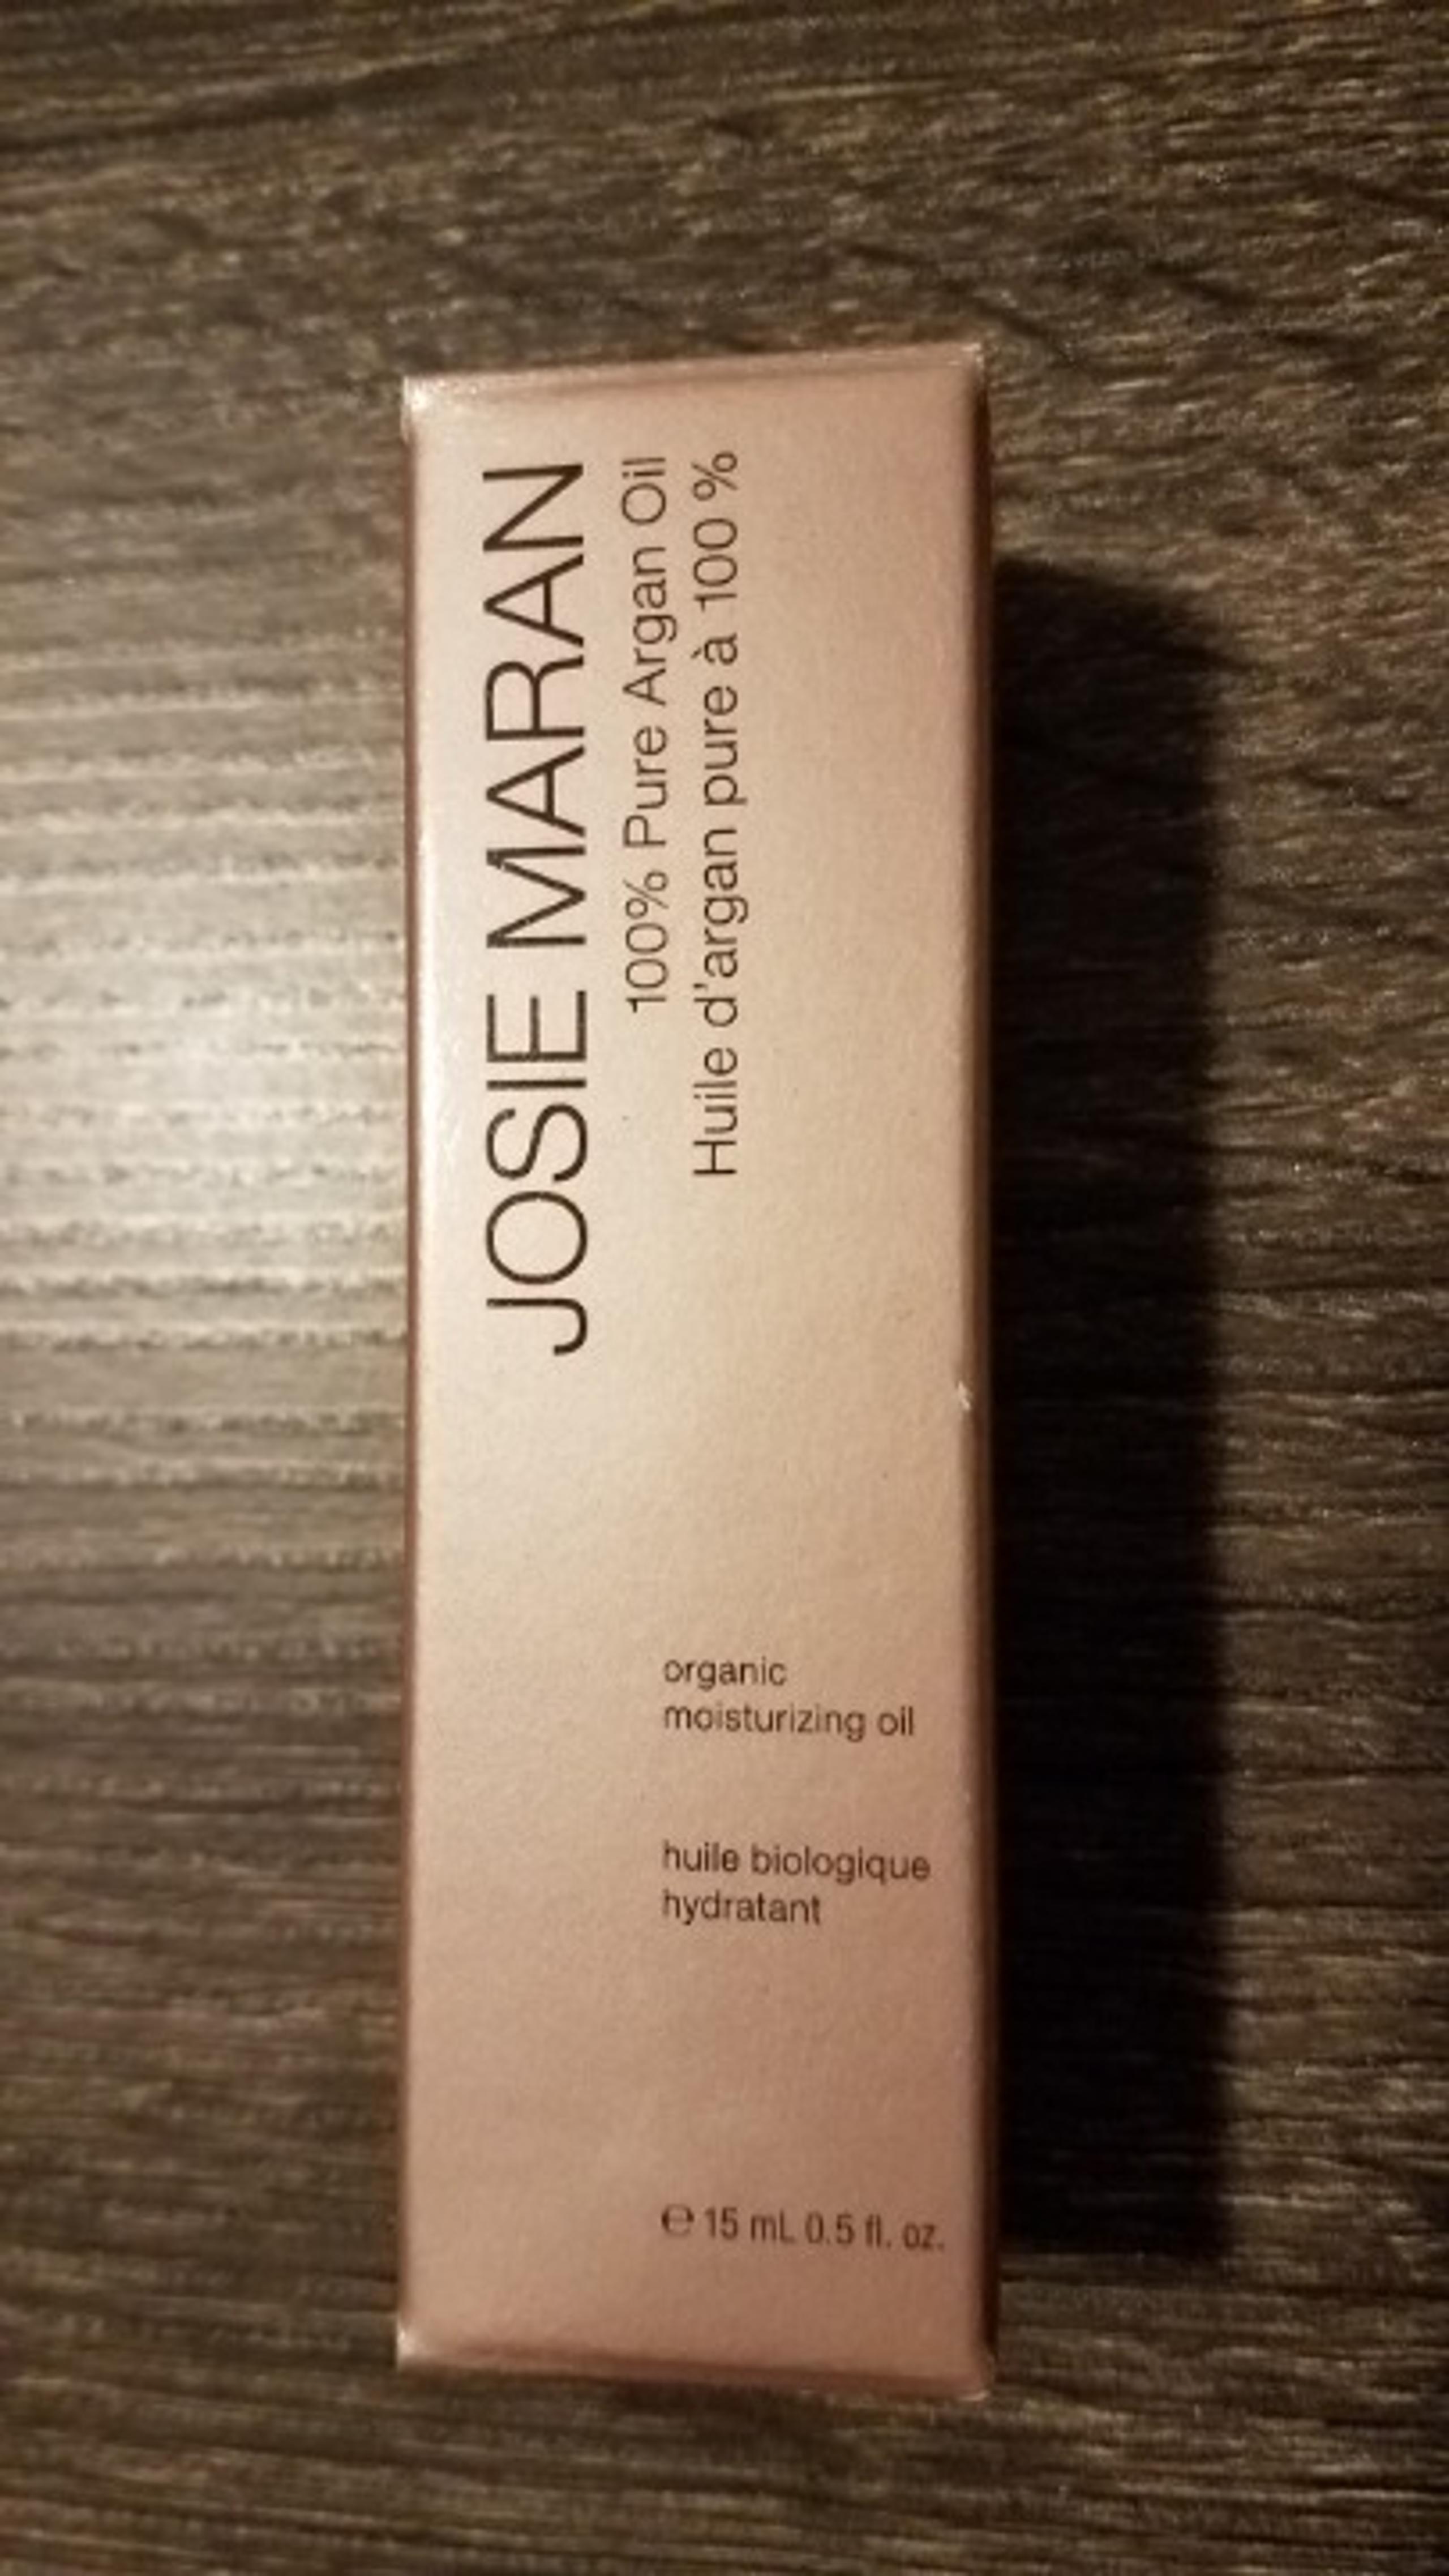 JOSIE MARAN
100% Pure Argan Oil
Huile d'argan pure à 100 %
organic
moisturizing oil
huile biologique
hydratant
℮ 15 mL 0.5 fl. oz.